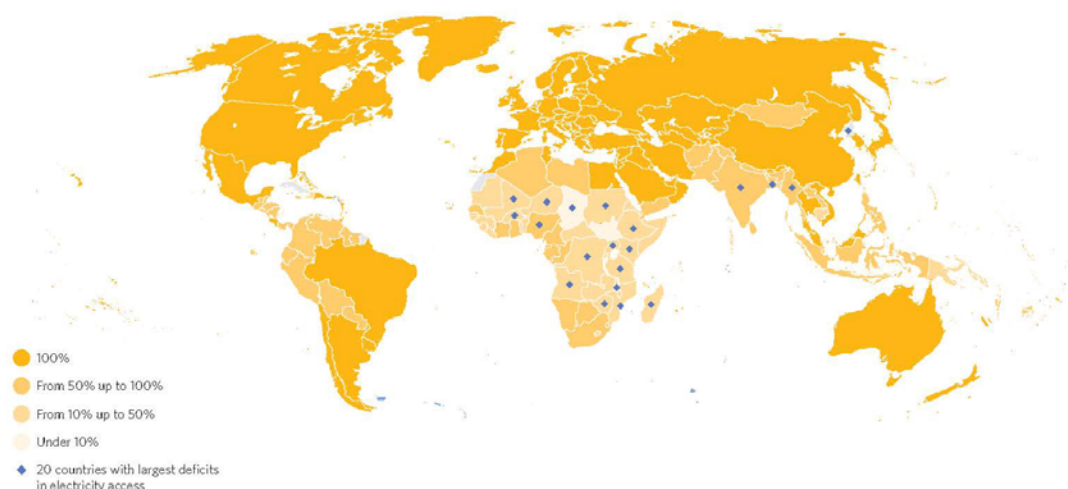 100%
From 50% up to 100%
From 10% up to 50%
Under 10%
20 countries with largest deficits
in electricity access